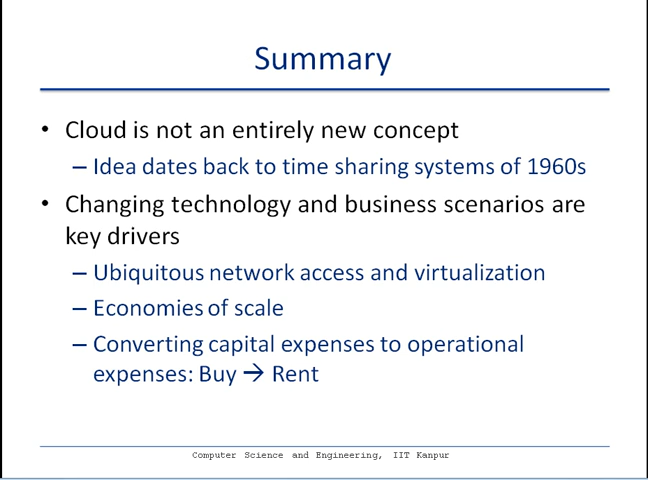 Summary
• Cloud is not an entirely new concept
– Idea dates back to time sharing systems of 1960s
• Changing technology and business scenarios are
key drivers
– Ubiquitous network access and virtualization
– Economies of scale
– Converting capital expenses to operational
expenses: Buy → Rent
Computer Science and Engineering, IIT Kanpur